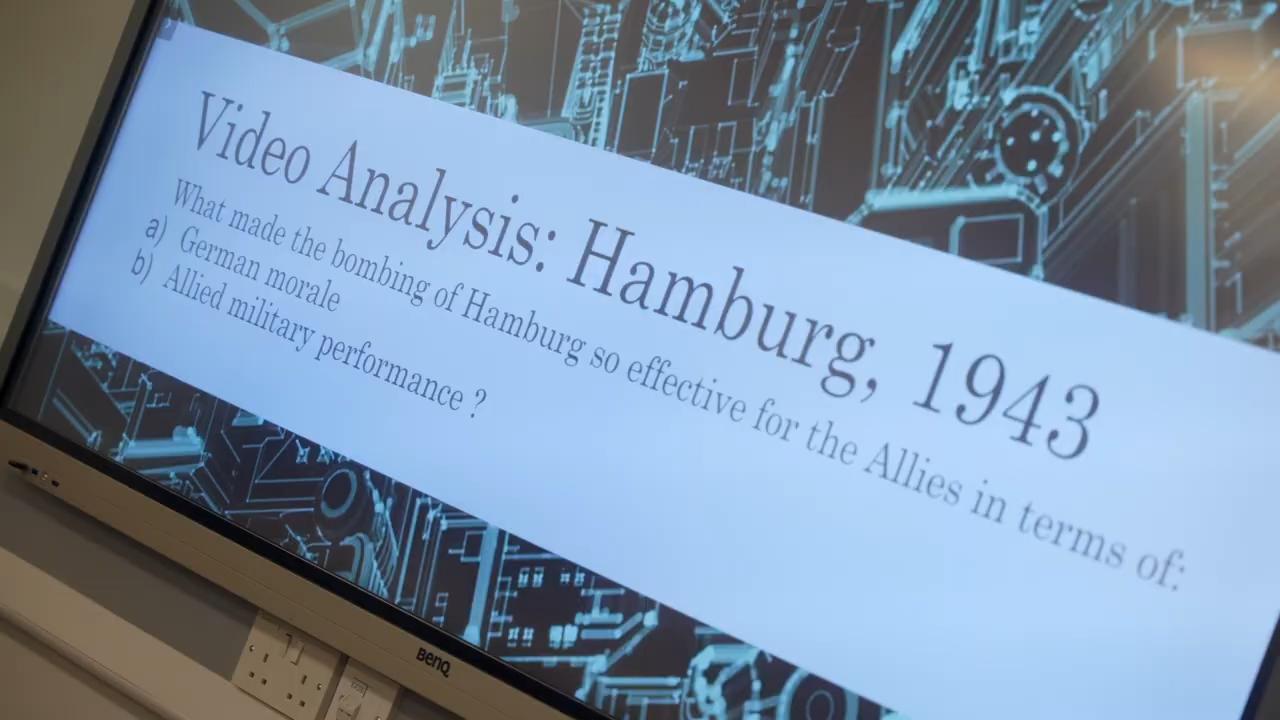 Video Analysis: Hamburg, 1943
What made the bombing of Hamburg so effective for the Allies in terms of:
a) German morale
b) Allied military performance ?
BenQ